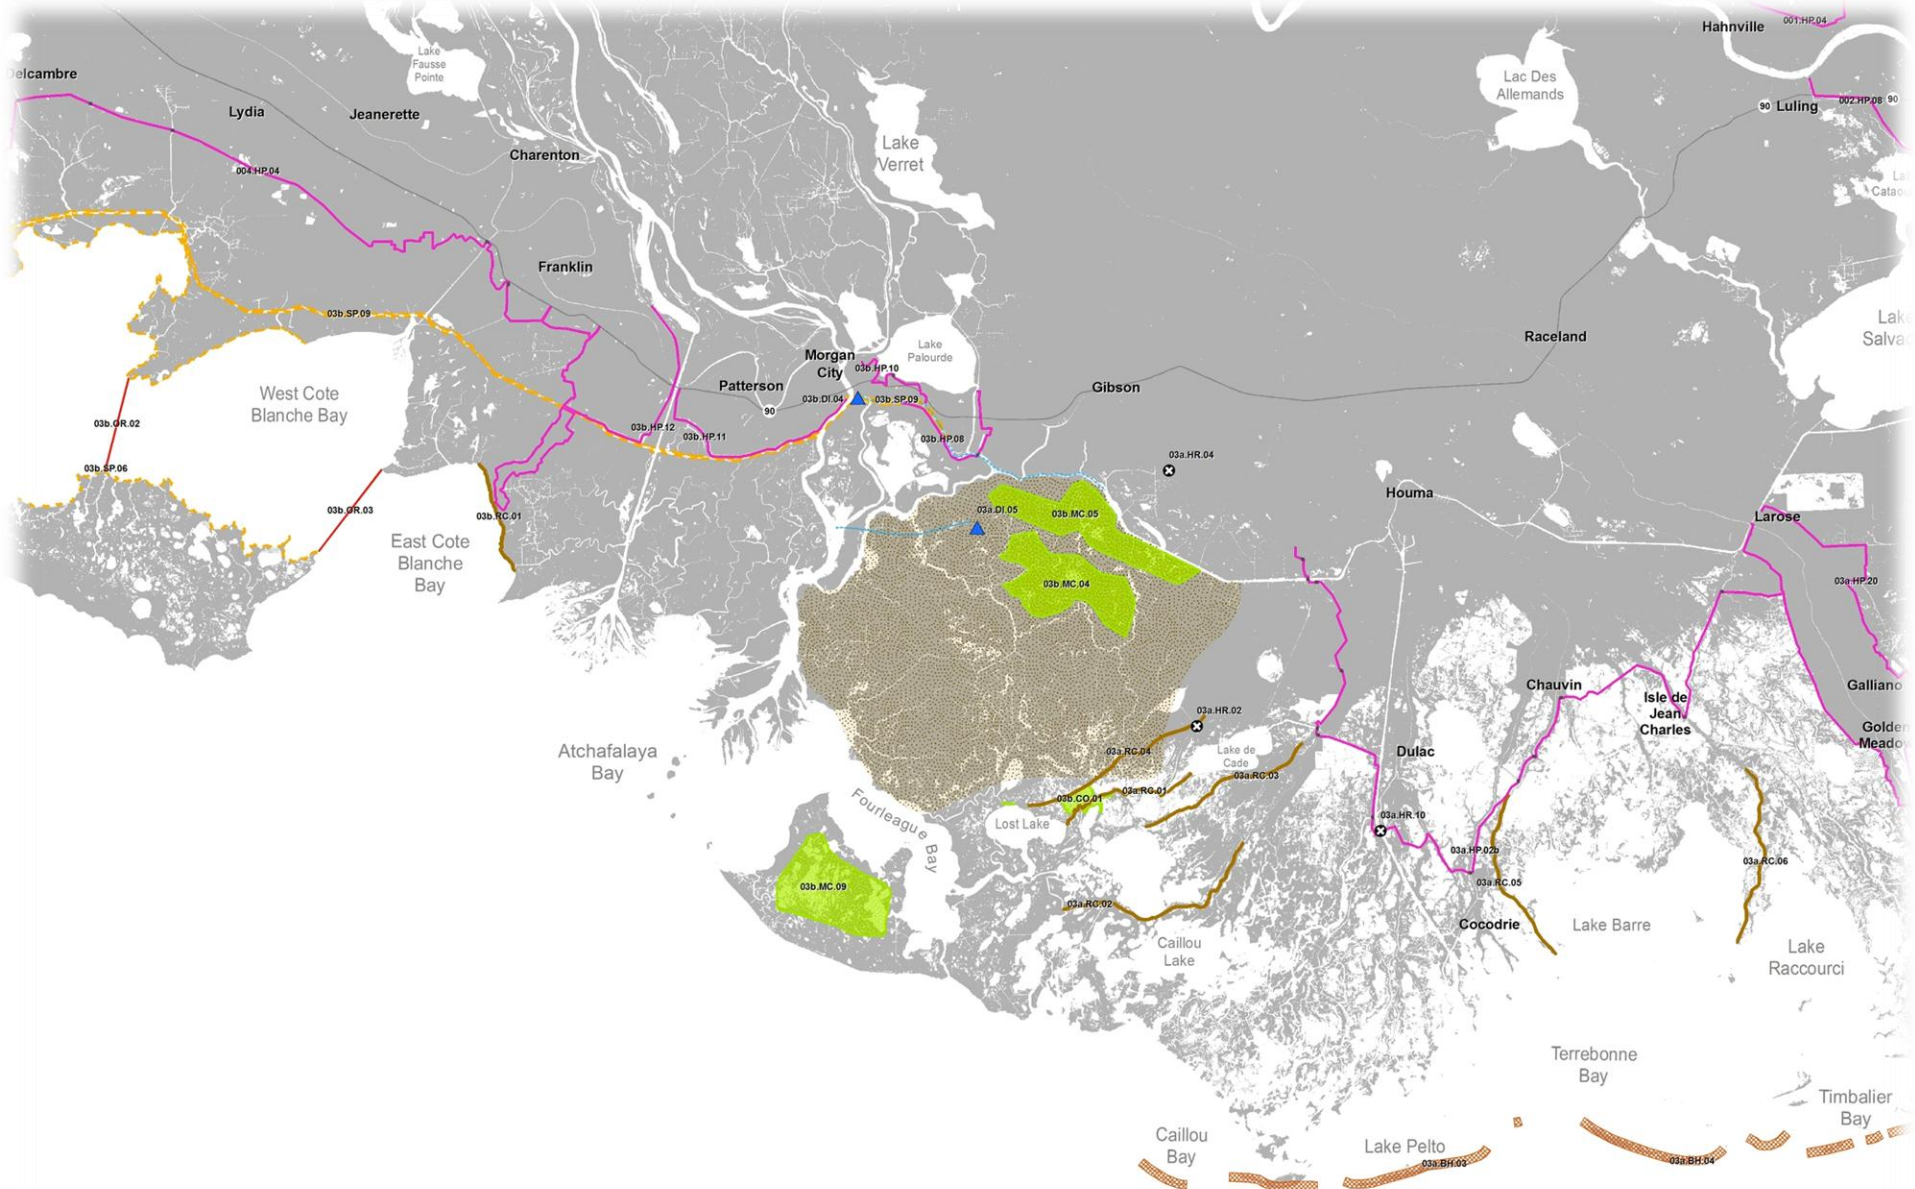 Hahnville
001.HP.04
Lake
Fausse
Pointe
Delcambre
Lac Des
Allemands
90
002.HP.08
90
Luling
Lydia
Jeanerette
Charenton
Lake
Verret
004.HP.04
Franklin
03b.SP.09
Lake
Raceland
Lake
Palourde
Morgan
City
03b.HP.10
Patterson
Gibson
West Cote
Blanche Bay
03b.DI.04
03b.SP.09
90
03b.OR.02
03b.HP.12
03b.HP.11
03b.HP.08
03a.HR.04
03b.SP.06
Houma
03b.OR.03
03b.RC.01
03a.DI.05
03b.MC.05
Larose
East Cote
Blanche
Bay
03b.MC.04
03a.HP.20
Chauvin
Isle de
Jean
Charles
Galliano
03a.HR.02
Golden
Atchafalaya
Bay
03a.RC.04
Lake de
Cade
Dulac
03a.RC.03
03a.RC.01
03b.CO.01
Fourleague Bay
Lost Lake
03a.HR.10
03a.HP.02b
03a.RC.06
03b.MC.09
03a.RC.05
03a.RC.02
Cocodrie
Lake Barre
Caillou
Lake
Lake
Raccourci
Terrebonne
Bay
Timbalier
Bay
Caillou
Bay
Lake Pelto
03a.BH.03
03a.BH.04